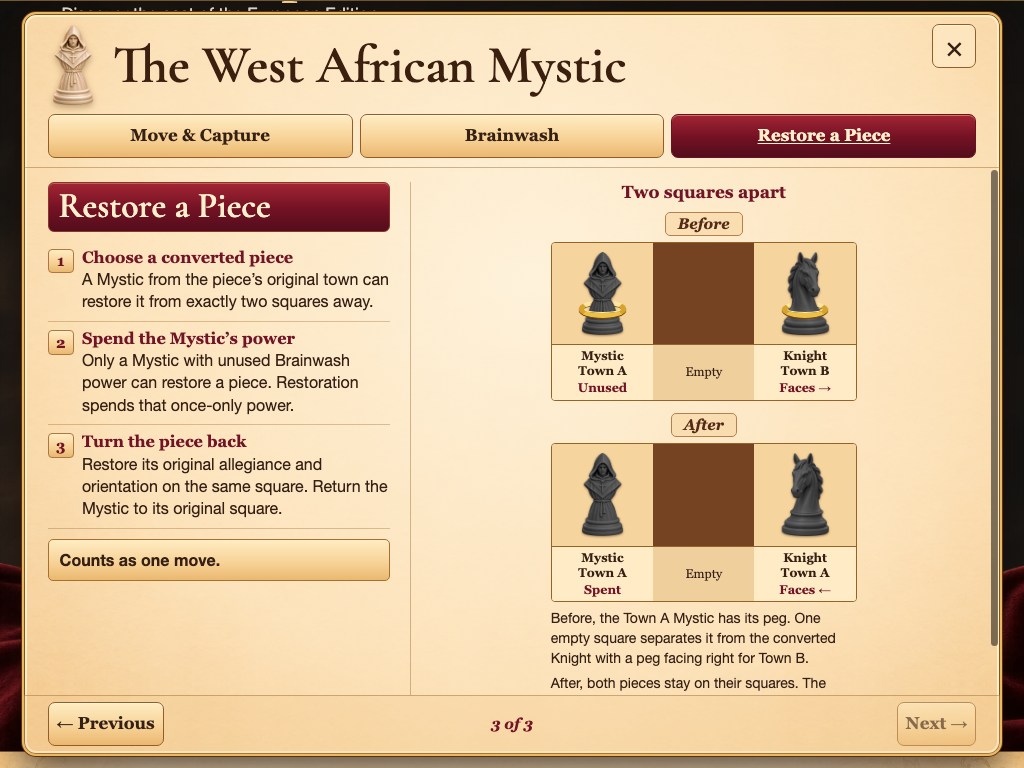 The West African Mystic
×
Move & Capture
Brainwash
Restore a Piece
Restore a Piece
1
Choose a converted piece
A Mystic from the piece’s original town can
restore it from exactly two squares away.
2
Spend the Mystic’s power
Only a Mystic with unused Brainwash
power can restore a piece. Restoration
spends that once-only power.
3
Turn the piece back
Restore its original allegiance and
orientation on the same square. Return the
Mystic to its original square.
Counts as one move.
Two squares apart
Before
Mystic
Town A
Unused
Empty
Knight
Town B
Faces →
After
Mystic
Town A
Spent
Empty
Knight
Town A
Faces ←
Before, the Town A Mystic has its peg. One
empty square separates it from the converted
Knight with a peg facing right for Town B.
After, both pieces stay on their squares. The
← Previous
3 of 3
Next →